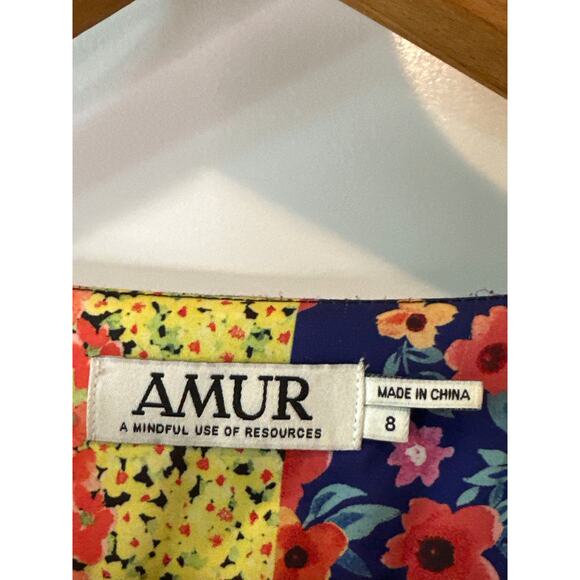 AMUR
A MINDFUL USE OF RESOURCES
MADE IN CHINA
8